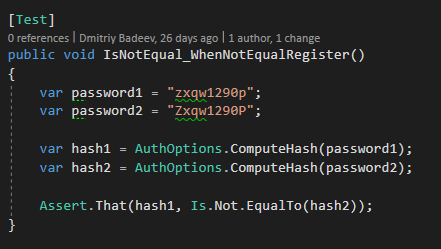 [Test]
0 references | Dmitriy Badeev, 26 days ago | 1 author, 1 change
public void IsNotEqual_WhenNotEqualRegister()
{
var password1 = "zxqw1290p";
var password2 = "Zxqw1290P";
var hash1 = AuthOptions.ComputeHash(password1);
var hash2 = AuthOptions.ComputeHash(password2);
Assert.That(hash1, Is.Not.EqualTo(hash2));
}